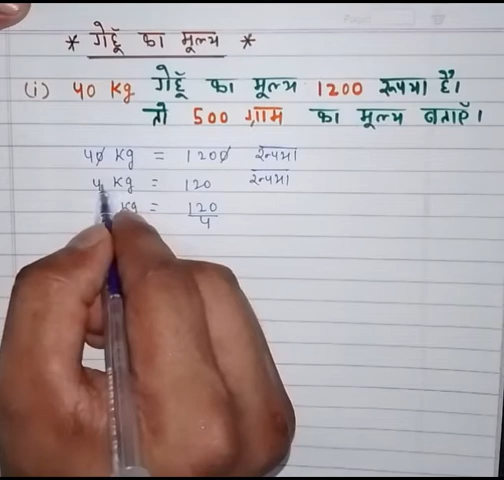 * गेहूँ का मूल्य *
(i) 40 Kg गेहूँ का मूल्य 1200 रूपया है।
तो 500 ग्राम का मूल्य बताएँ।
40 Kg = 1200 रूपया
4 Kg = 120 रूपया
Kg = 120/4